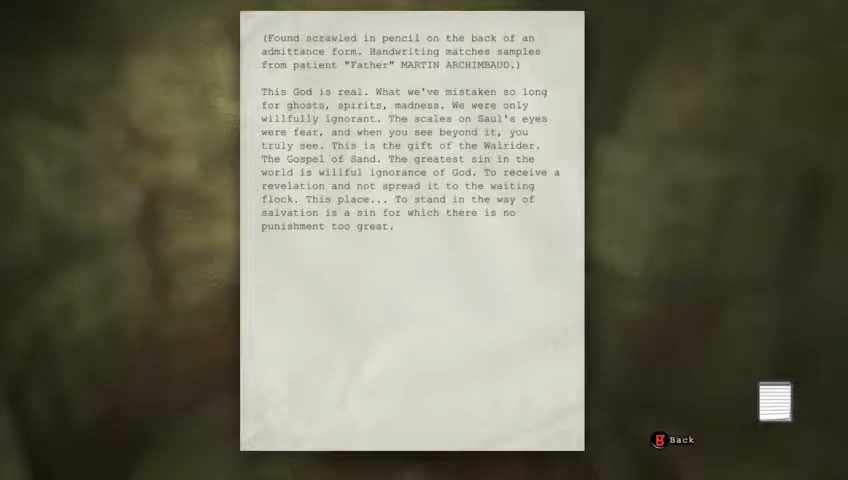 (Found scrawled in pencil on the back of an
admittance form. Handwriting matches samples
from patient "Father" MARTIN ARCHIMBAUD.)
This God is real. What we've mistaken so long
for ghosts, spirits, madness. We were only
willfully ignorant. The scales on Saul's eyes
were fear, and when you see beyond it, you
truly see. This is the gift of the Walrider.
The Gospel of Sand. The greatest sin in the
world is willful ignorance of God. To receive a
revelation and not spread it to the waiting
flock. This place... To stand in the way of
salvation is a sin for which there is no
punishment too great.
B Back